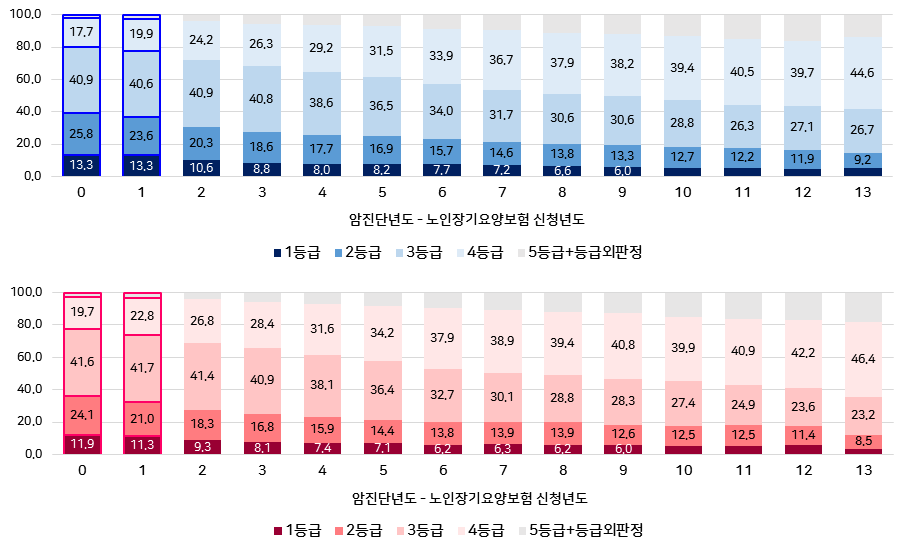 100,0
80,0
60,0
40,0
20,0
0,0
17,7 19,9 24,2 26,3 29,2 31,5 33,9 36,7 37,9 38,2 39,4 40,5 39,7 44,6
40,9 40,6 40,9 40,8 38,6 36,5 34,0 31,7 30,6 30,6 28,8 26,3 27,1 26,7
25,8 23,6 20,3 18,6 17,7 16,9 15,7 14,6 13,8 13,3 12,7 12,2 11,9 9,2
13,3 13,3 10,6 8,8 8,0 8,2 7,7 7,2 6,6 6,0
0 1 2 3 4 5 6 7 8 9 10 11 12 13
암진단년도 - 노인장기요양보험 신청년도
1등급 2등급 3등급 4등급 5등급+등급외판정
100,0
80,0
60,0
40,0
20,0
0,0
19,7 22,8 26,8 28,4 31,6 34,2 37,9 38,9 39,4 40,8 39,9 40,9 42,2 46,4
41,6 41,7 41,4 40,9 38,1 36,4 32,7 30,1 28,8 28,3 27,4 24,9 23,6 23,2
24,1 21,0 18,3 16,8 15,9 14,4 13,8 13,9 13,9 12,6 12,5 12,5 11,4 8,5
11,9 11,3 9,3 8,1 7,4 7,1 6,2 6,3 6,2 6,0
0 1 2 3 4 5 6 7 8 9 10 11 12 13
암진단년도 - 노인장기요양보험 신청년도
1등급 2등급 3등급 4등급 5등급+등급외판정